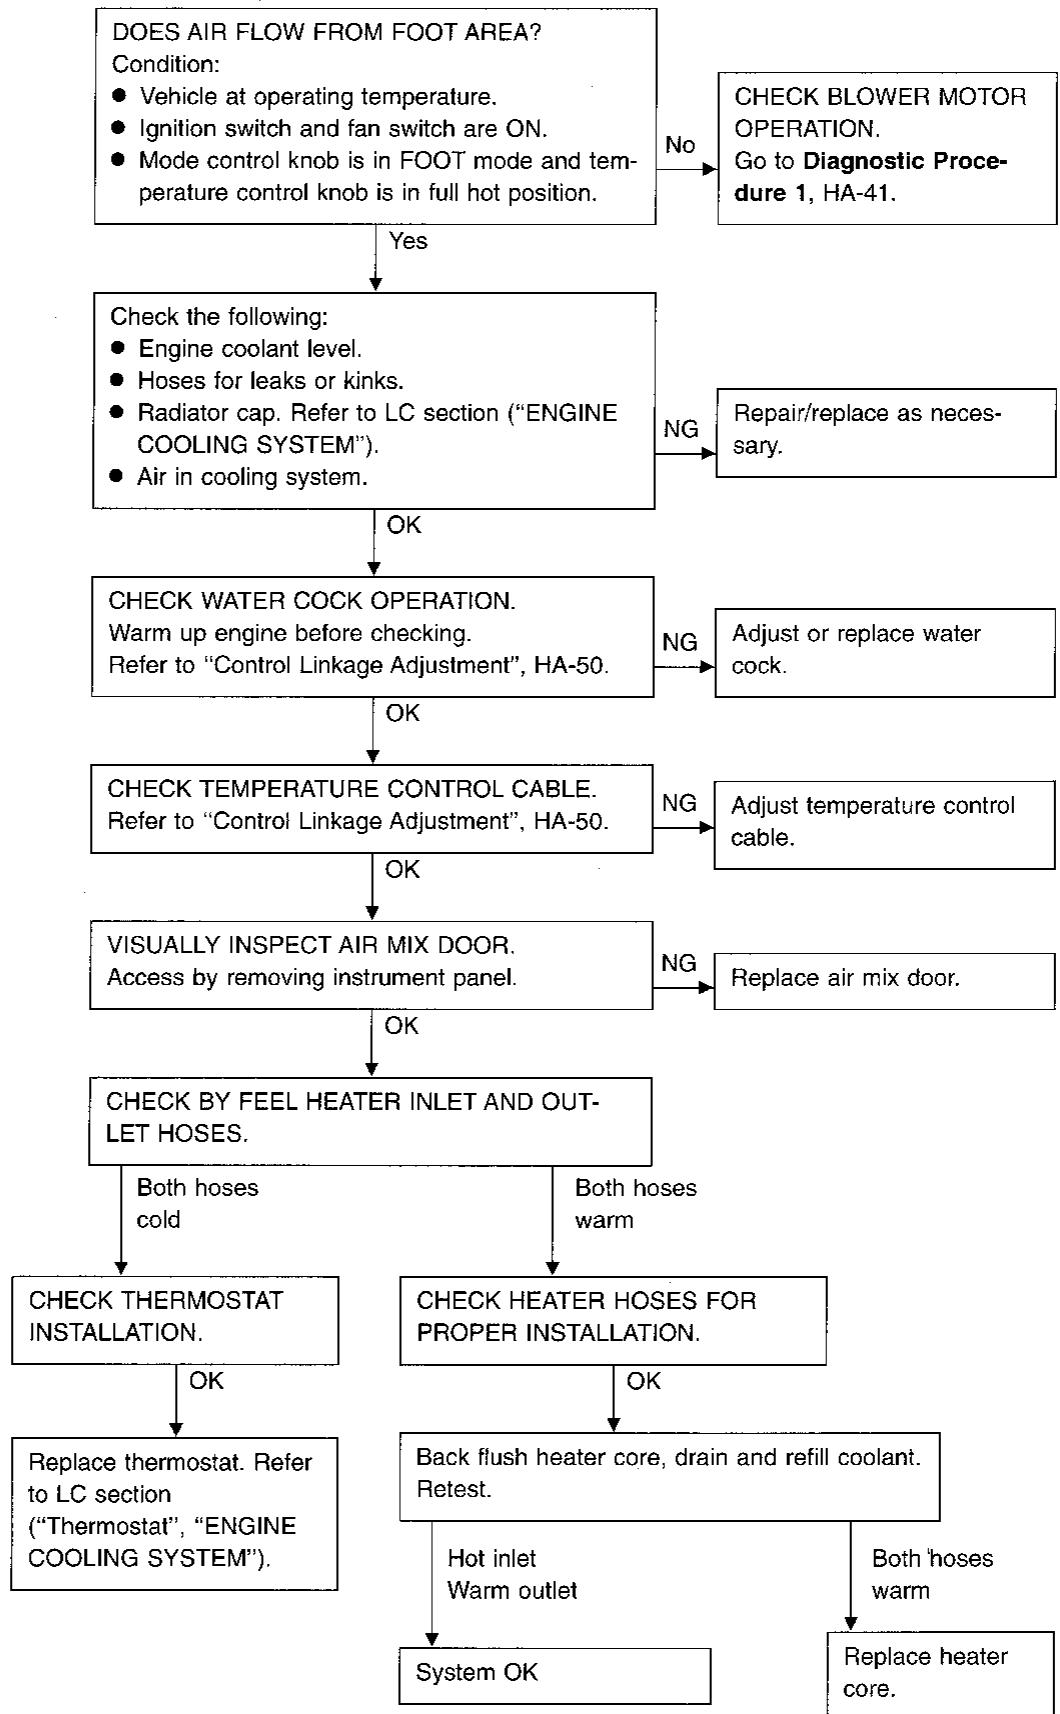 DOES AIR FLOW FROM FOOT AREA?
Condition:
● Vehicle at operating temperature.
● Ignition switch and fan switch are ON.
● Mode control knob is in FOOT mode and tem-
perature control knob is in full hot position.
No
CHECK BLOWER MOTOR
OPERATION.
Go to Diagnostic Proce-
dure 1, HA-41.
Yes
Check the following:
● Engine coolant level.
● Hoses for leaks or kinks.
● Radiator cap. Refer to LC section (“ENGINE
COOLING SYSTEM”).
● Air in cooling system.
NG
Repair/replace as neces-
sary.
OK
CHECK WATER COCK OPERATION.
Warm up engine before checking.
Refer to “Control Linkage Adjustment”, HA-50.
NG
Adjust or replace water
cock.
OK
CHECK TEMPERATURE CONTROL CABLE.
Refer to “Control Linkage Adjustment”, HA-50.
NG
Adjust temperature control
cable.
OK
VISUALLY INSPECT AIR MIX DOOR.
Access by removing instrument panel.
NG
Replace air mix door.
OK
CHECK BY FEEL HEATER INLET AND OUT-
LET HOSES.
Both hoses
cold
Both hoses
warm
CHECK THERMOSTAT
INSTALLATION.
CHECK HEATER HOSES FOR
PROPER INSTALLATION.
OK
OK
Replace thermostat. Refer
to LC section
(“Thermostat”, “ENGINE
COOLING SYSTEM”).
Back flush heater core, drain and refill coolant.
Retest.
Hot inlet
Warm outlet
Both hoses
warm
System OK
Replace heater
core.